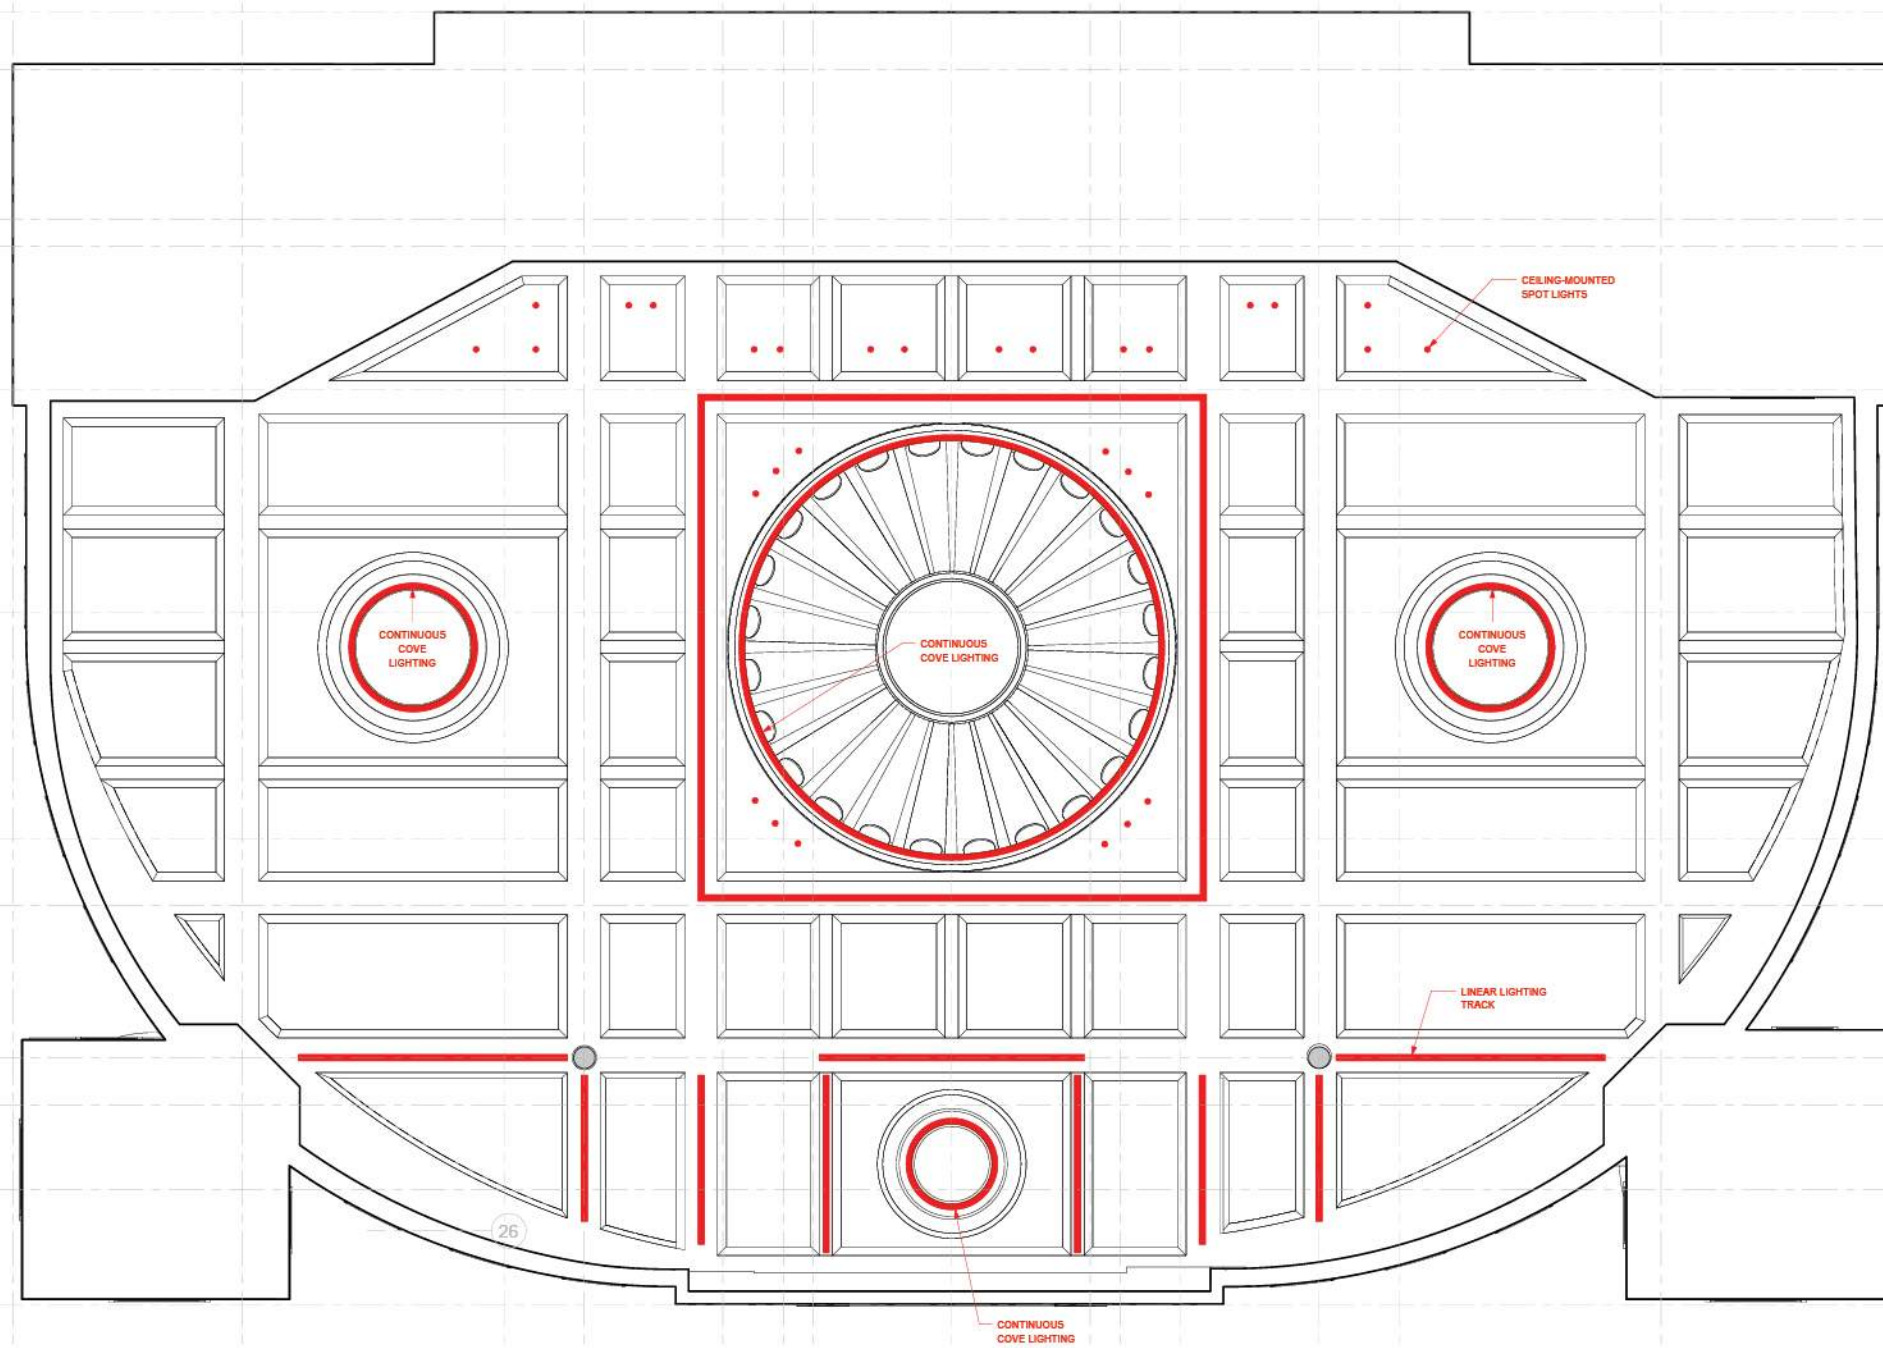 CEILING-MOUNTED
SPOT LIGHTS
CONTINUOUS
COVE
LIGHTING
CONTINUOUS
COVE LIGHTING
CONTINUOUS
COVE
LIGHTING
LINEAR LIGHTING
TRACK
26
CONTINUOUS
COVE LIGHTING